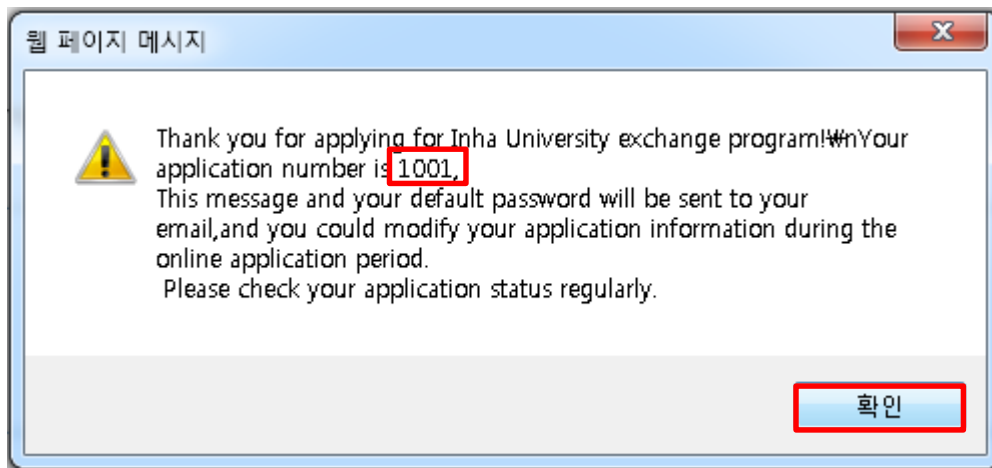 웹 페이지 메시지
Thank you for applying for Inha University exchange program!₩nYour
application number is 1001,
This message and your default password will be sent to your
email,and you could modify your application information during the
online application period.
Please check your application status regularly.
확인